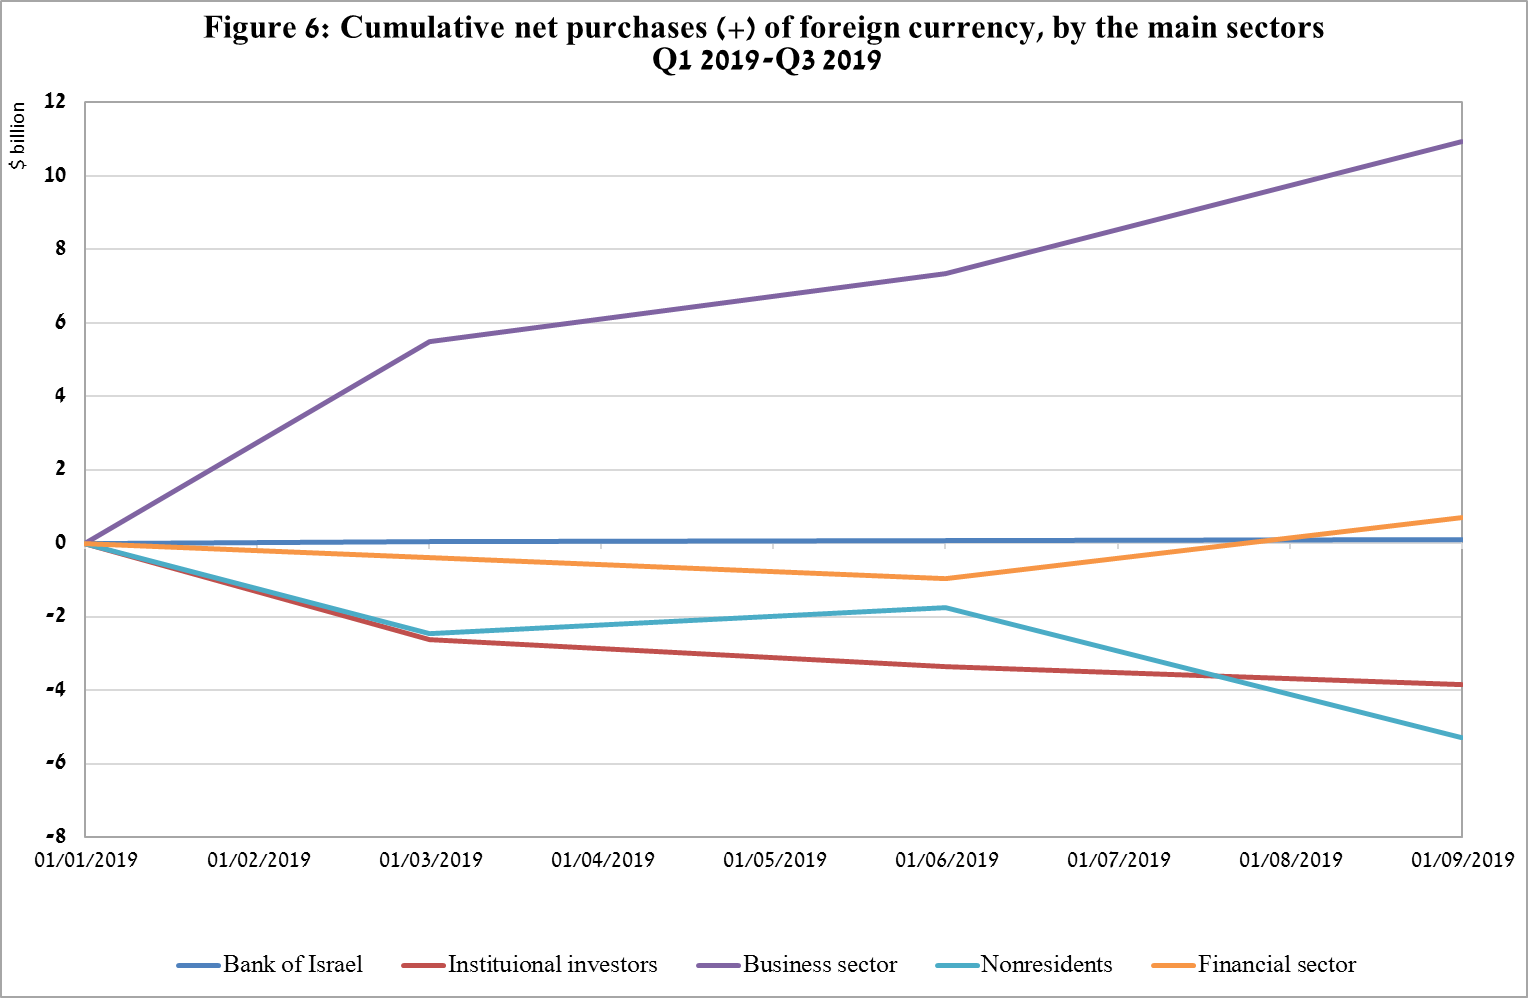 Figure 6: Cumulative net purchases (+) of foreign currency, by the main sectors
Q1 2019-Q3 2019
$ billion
12
10
8
6
4
2
0
-2
-4
-6
-8
01/01/2019 01/02/2019 01/03/2019 01/04/2019 01/05/2019 01/06/2019 01/07/2019 01/08/2019 01/09/2019
Bank of Israel Instituional investors Business sector Nonresidents Financial sector